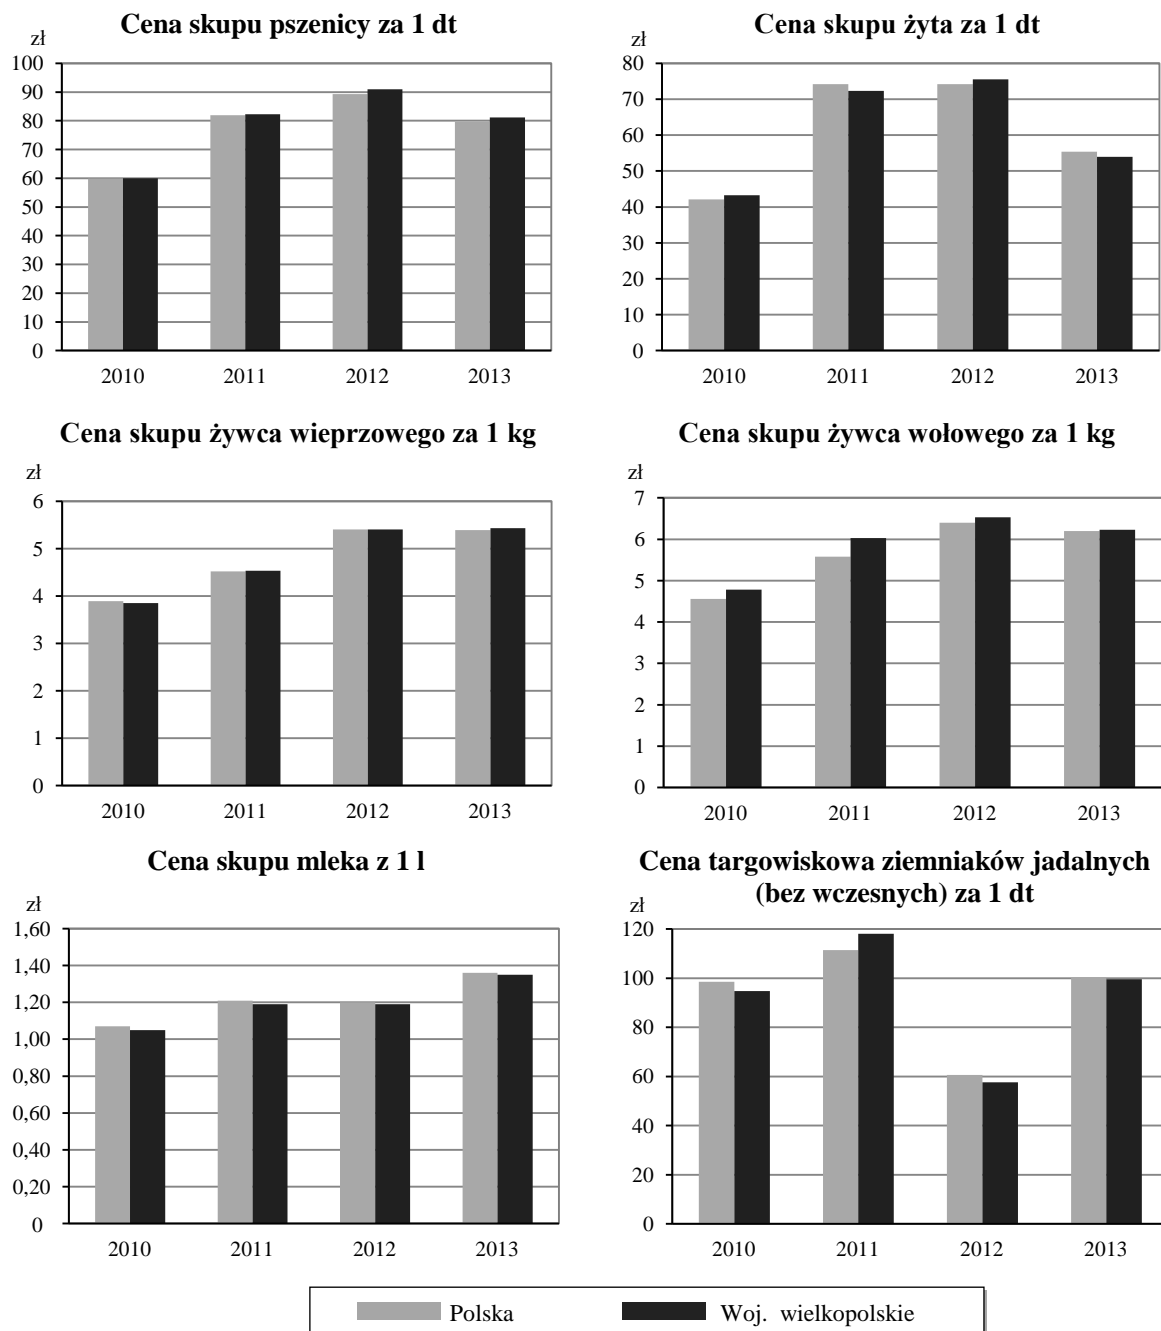 Cena skupu pszenicy za 1 dt
zł
100
90
80
70
60
50
40
30
20
10
0
2010 2011 2012 2013
Cena skupu żyta za 1 dt
zł
80
70
60
50
40
30
20
10
0
2010 2011 2012 2013
Cena skupu żywca wieprzowego za 1 kg
zł
6
5
4
3
2
1
0
2010 2011 2012 2013
Cena skupu żywca wołowego za 1 kg
zł
7
6
5
4
3
2
1
0
2010 2011 2012 2013
Cena skupu mleka z 1 l
zł
1,60
1,40
1,20
1,00
0,80
0,60
0,40
0,20
0
2010 2011 2012 2013
Cena targowiskowa ziemniaków jadalnych
(bez wczesnych) za 1 dt
zł
120
100
80
60
40
20
0
2010 2011 2012 2013
Polska Woj. wielkopolskie